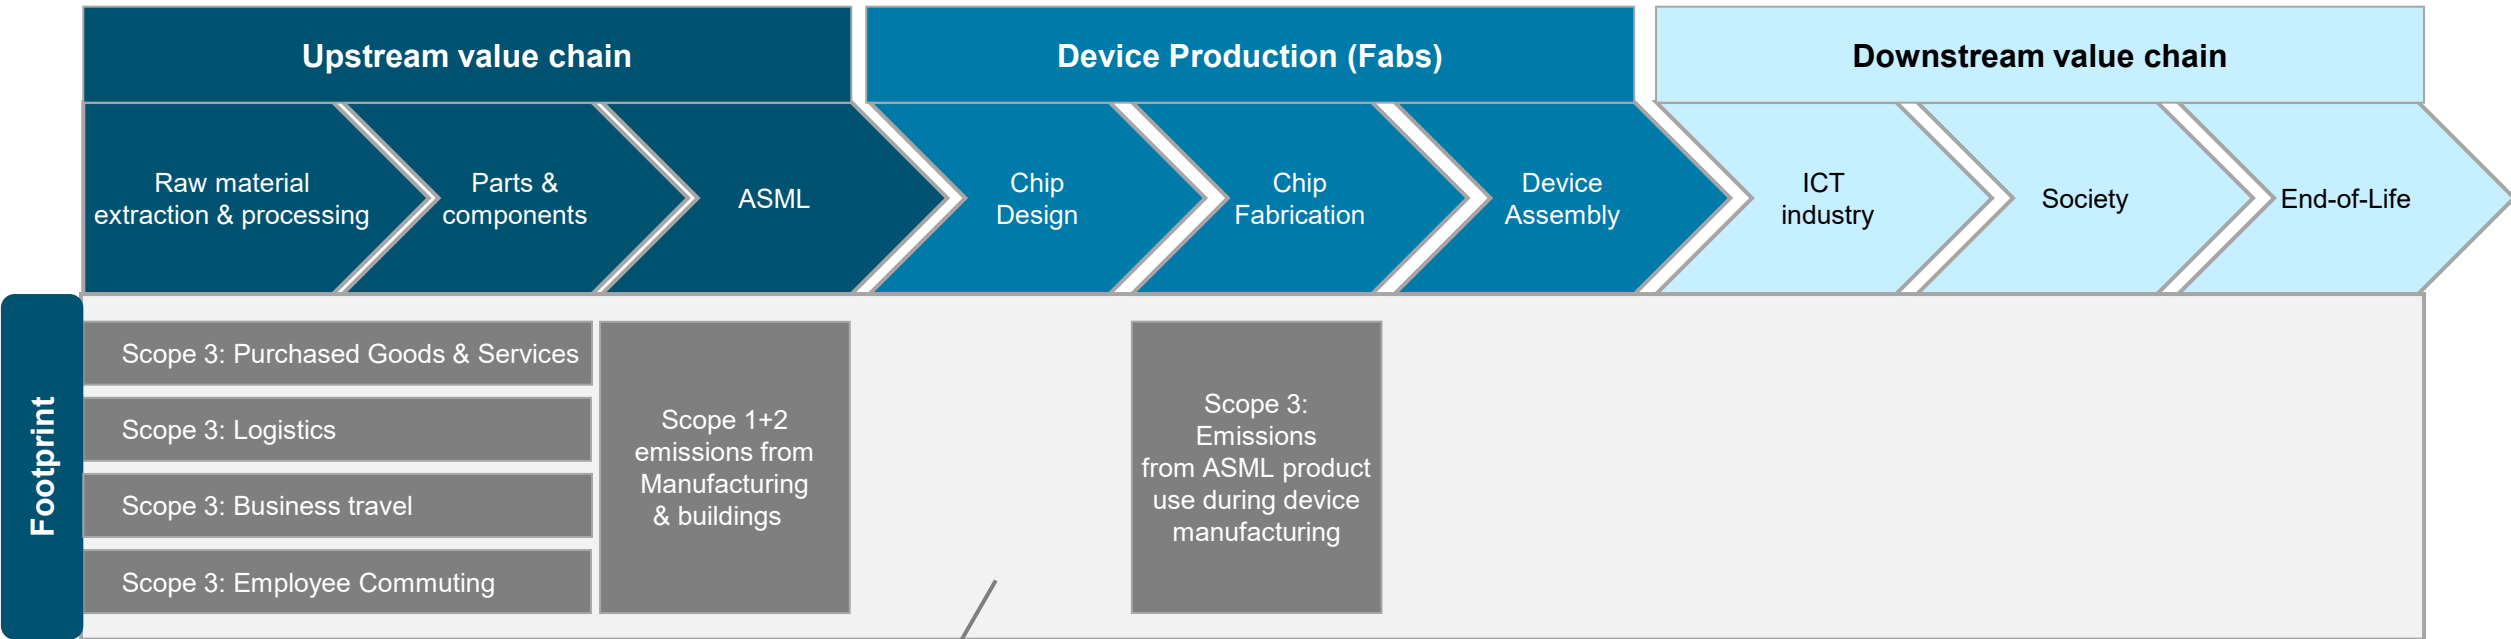 Upstream value chain
Device Production (Fabs)
Downstream value chain
Raw material
extraction & processing
Parts &
components
ASML
Chip
Design
Chip
Fabrication
Device
Assembly
ICT
industry
Society
End-of-Life
Footprint
Scope 3: Purchased Goods & Services
Scope 3: Logistics
Scope 3: Business travel
Scope 3: Employee Commuting
Scope 1+2
emissions from
Manufacturing
& buildings
Scope 3:
Emissions
from ASML product
use during device
manufacturing